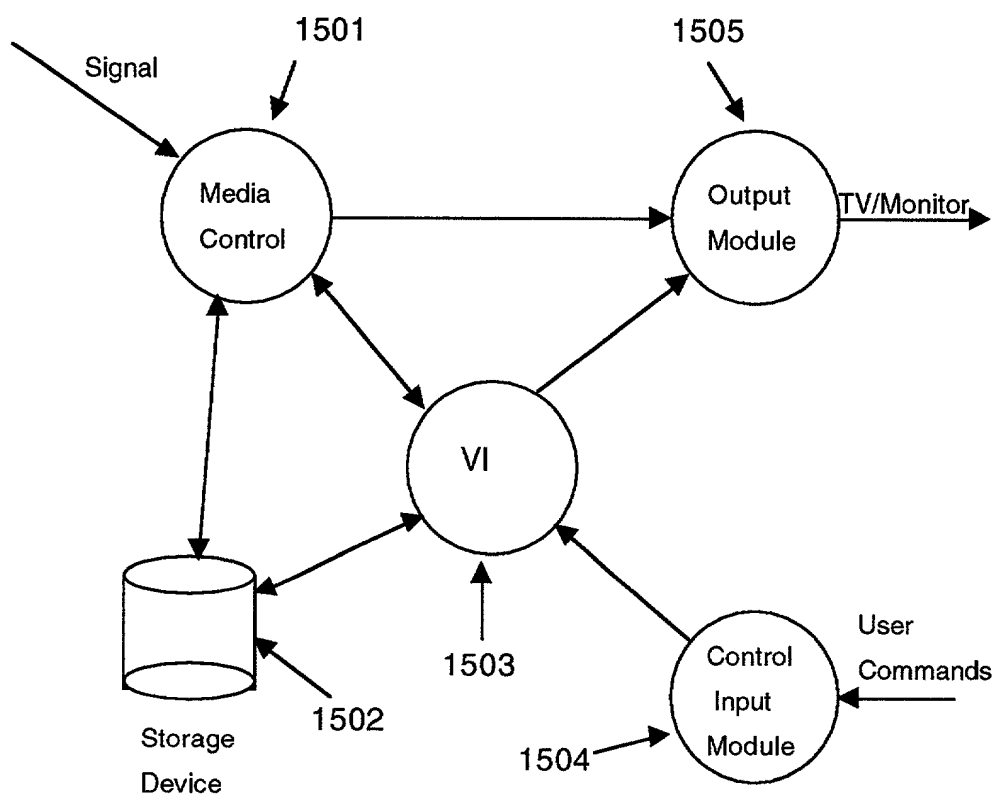 1501
1505
Signal
Media
Control
Output
Module
TV/Monitor
VI
1503
1502
Storage
Device
Control
Input
Module
User
Commands
1504